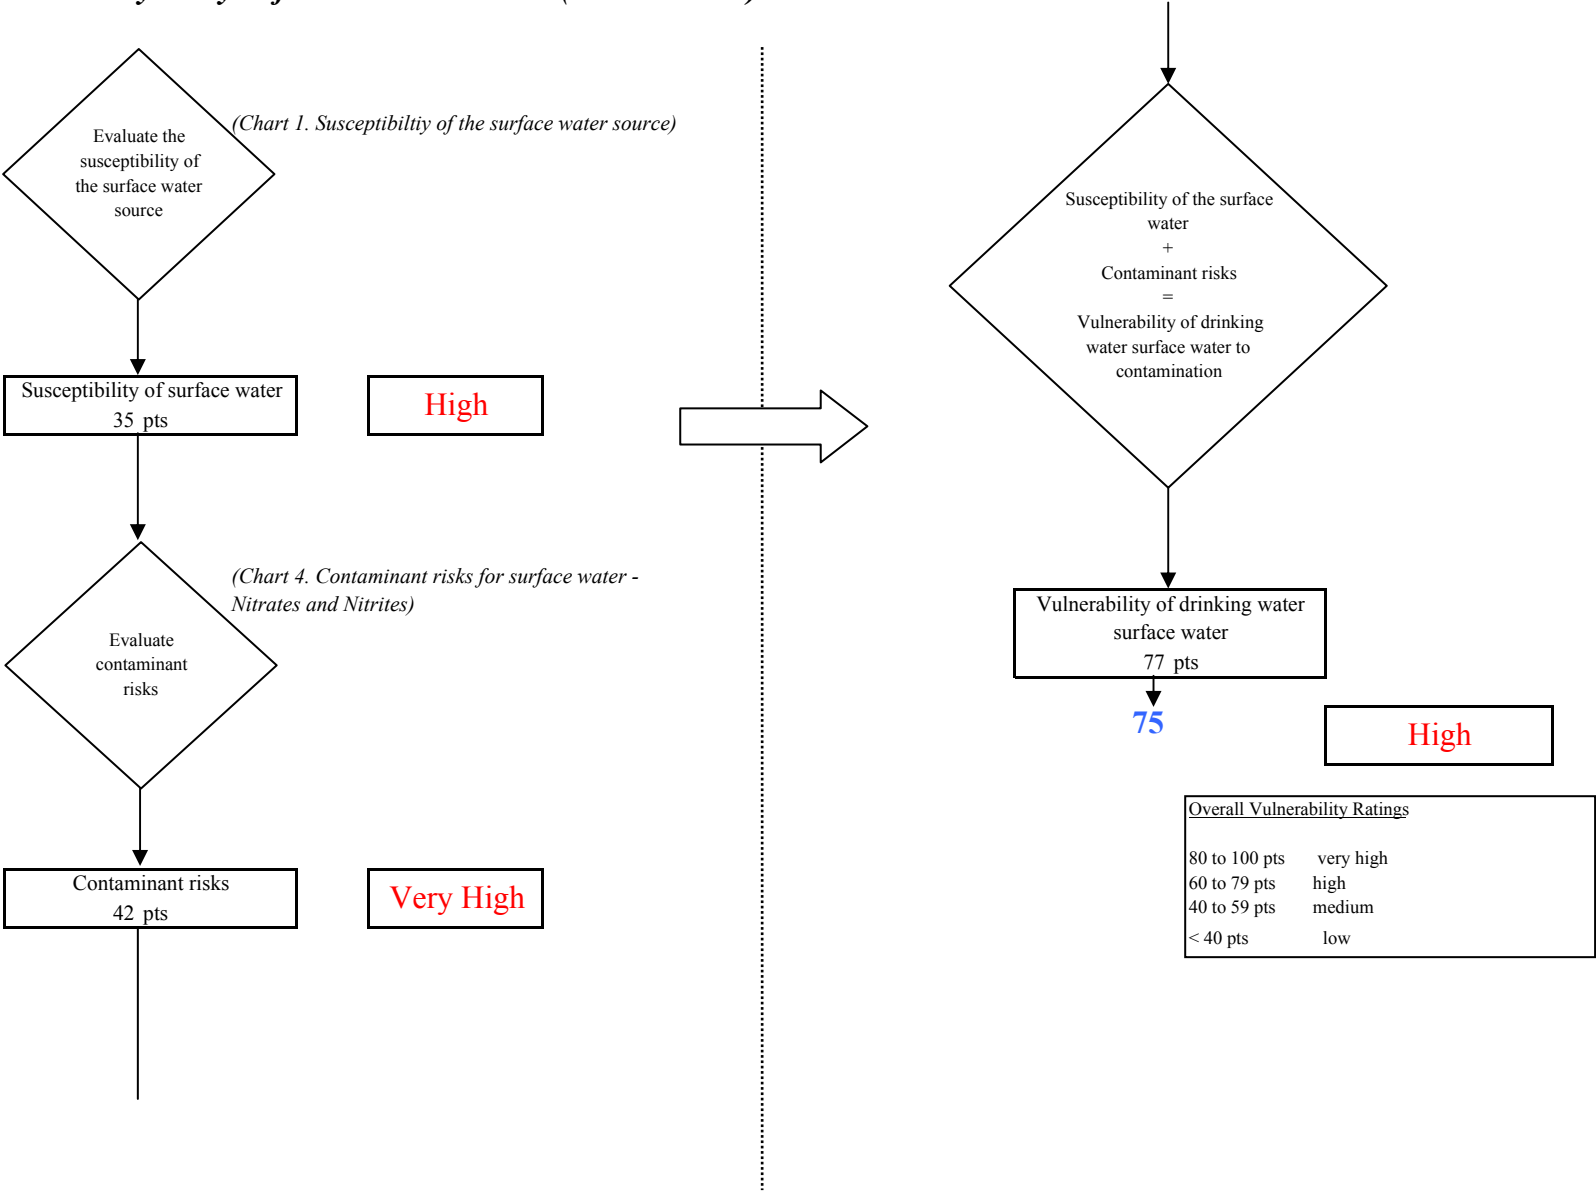 Evaluate the
susceptibility of
the surface water
source
(Chart 1. Susceptibiltiy of the surface water source)
Susceptibility of surface water
35 pts
High
Evaluate
contaminant
risks
(Chart 4. Contaminant risks for surface water -
Nitrates and Nitrites)
Contaminant risks
42 pts
Very High
Susceptibility of the surface
water
+
Contaminant risks
=
Vulnerability of drinking
water surface water to
contamination
Vulnerability of drinking water
surface water
77 pts
75
High
Overall Vulnerability Ratings
80 to 100 pts very high
60 to 79 pts high
40 to 59 pts medium
< 40 pts low